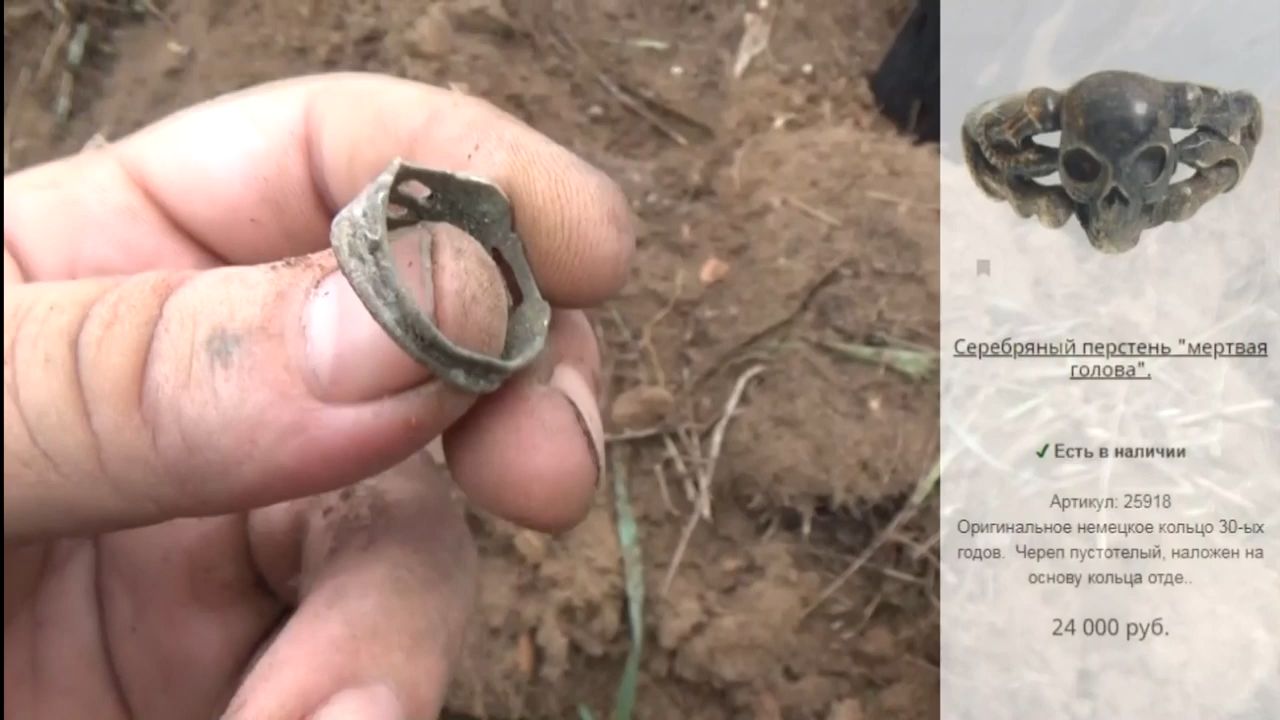 Серебряный перстень "мертвая
голова".
✓Есть в наличии
Артикул: 25918
Оригинальное немецкое кольцо 30-ых
годов. Череп пустотелый, наложен на
основу кольца отде..
24 000 руб.